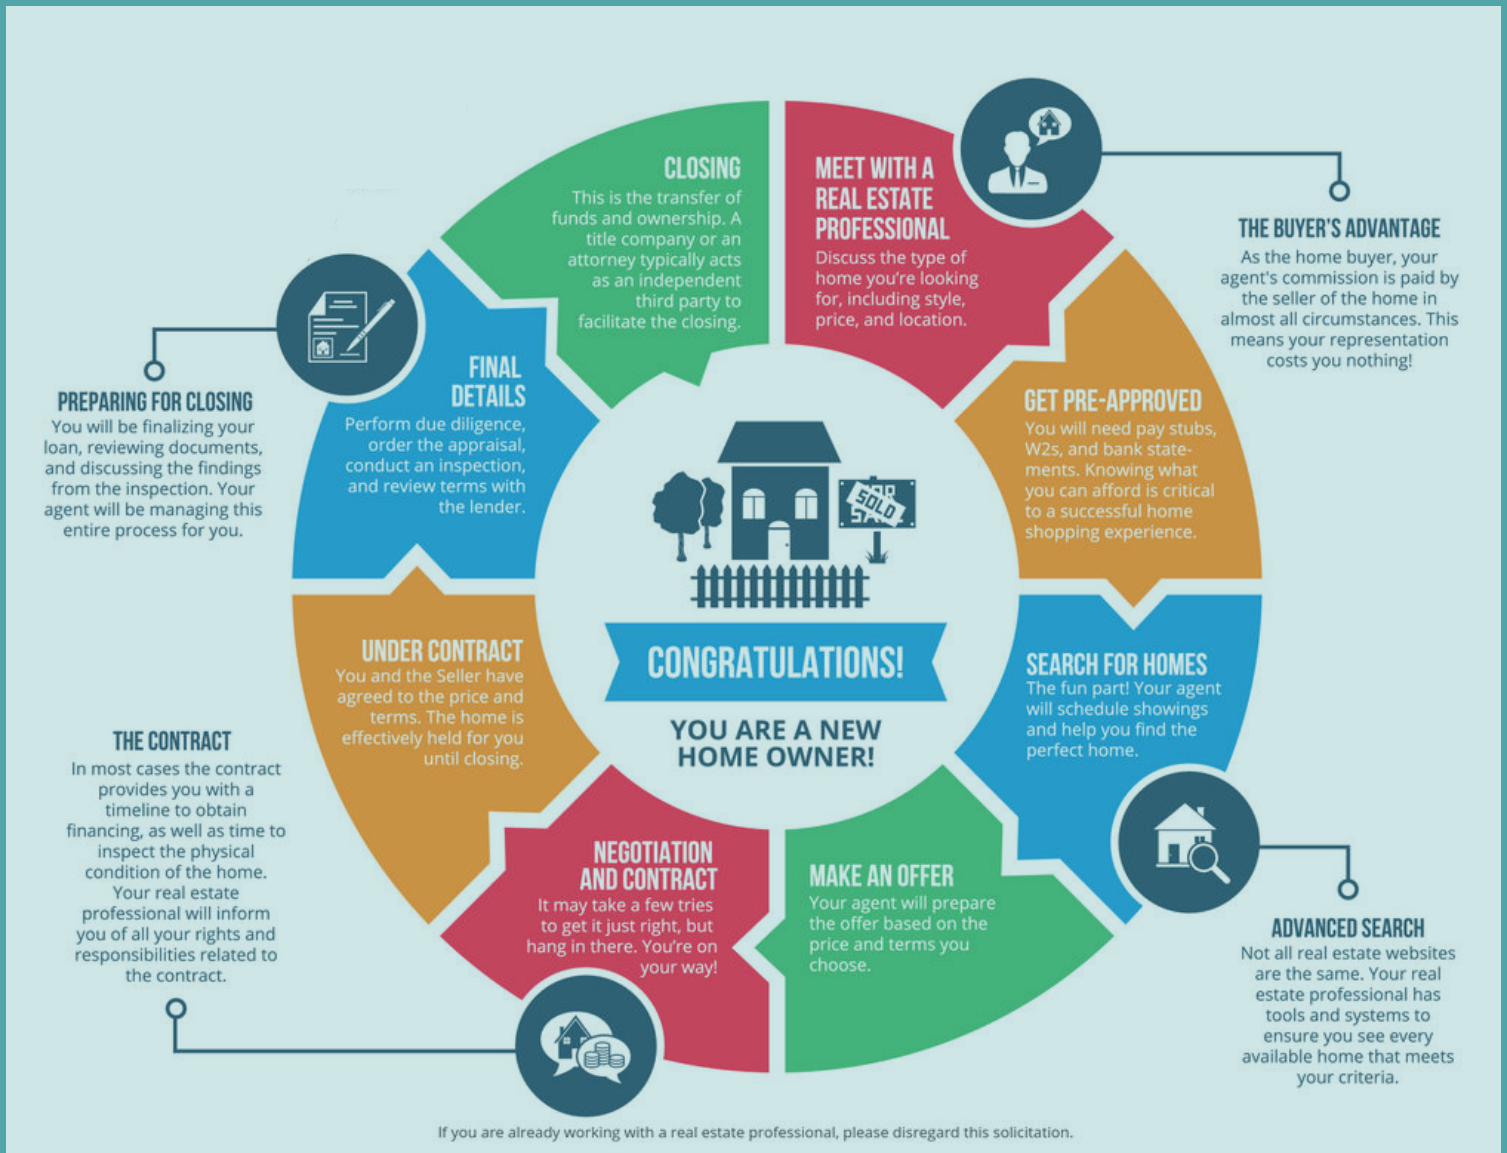 MEET WITH A
REAL ESTATE
PROFESSIONAL
Discuss the type of
home you're looking
for, including style,
price, and location.
THE BUYER'S ADVANTAGE
As the home buyer, your
agent's commission is paid by
the seller of the home in
almost all circumstances. This
means your representation
costs you nothing!
GET PRE-APPROVED
You will need pay stubs,
W2s, and bank state-
ments. Knowing what
you can afford is critical
to a successful home
shopping experience.
SEARCH FOR HOMES
The fun part! Your agent
will schedule showings
and help you find the
perfect home.
ADVANCED SEARCH
Not all real estate websites
are the same. Your real
estate professional has
tools and systems to
ensure you see every
available home that meets
your criteria.
MAKE AN OFFER
Your agent will prepare
the offer based on the
price and terms you
choose.
NEGOTIATION
AND CONTRACT
It may take a few tries
to get it just right, but
hang in there. You're on
your way!
THE CONTRACT
In most cases the contract
provides you with a
timeline to obtain
financing, as well as time to
inspect the physical
condition of the home.
Your real estate
professional will inform
you of all your rights and
responsibilities related to
the contract.
UNDER CONTRACT
You and the Seller have
agreed to the price and
terms. The home is
effectively held for you
until closing.
FINAL
DETAILS
Perform due diligence,
order the appraisal,
conduct an inspection,
and review terms with
the lender.
PREPARING FOR CLOSING
You will be finalizing your
loan, reviewing documents,
and discussing the findings
from the inspection. Your
agent will be managing this
entire process for you.
CLOSING
This is the transfer of
funds and ownership. A
title company or an
attorney typically acts
as an independent
third party to
facilitate the closing.
SOLD
CONGRATULATIONS!
YOU ARE A NEW
HOME OWNER!
If you are already working with a real estate professional, please disregard this solicitation.